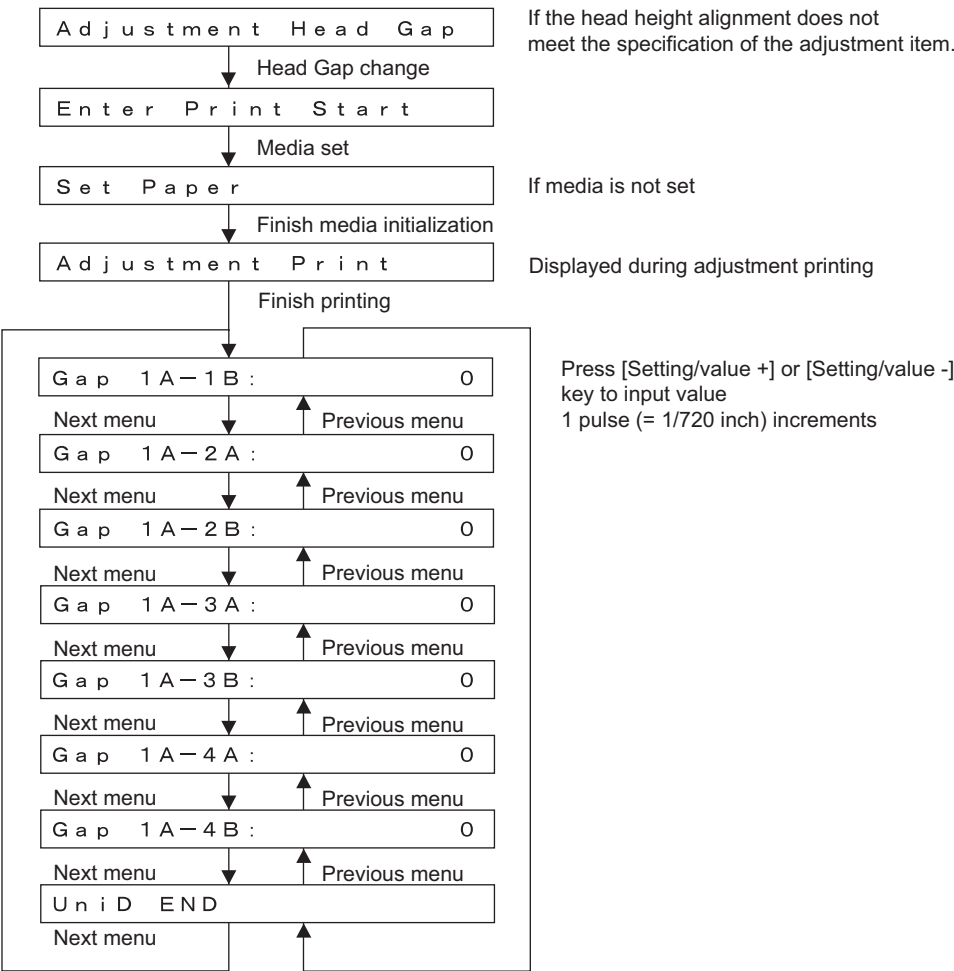 Adjustment Head Gap
If the head height alignment does not
meet the specification of the adjustment item.
Head Gap change
Enter Print Start
Media set
Set Paper
If media is not set
Finish media initialization
Adjustment Print
Displayed during adjustment printing
Finish printing
Gap 1A－1B: 0
Press [Setting/value +] or [Setting/value -]
key to input value
1 pulse (= 1/720 inch) increments
Next menu Previous menu
Gap 1A－2A: 0
Next menu Previous menu
Gap 1A－2B: 0
Next menu Previous menu
Gap 1A－3A: 0
Next menu Previous menu
Gap 1A－3B: 0
Next menu Previous menu
Gap 1A－4A: 0
Next menu Previous menu
Gap 1A－4B: 0
Next menu Previous menu
UniD END
Next menu